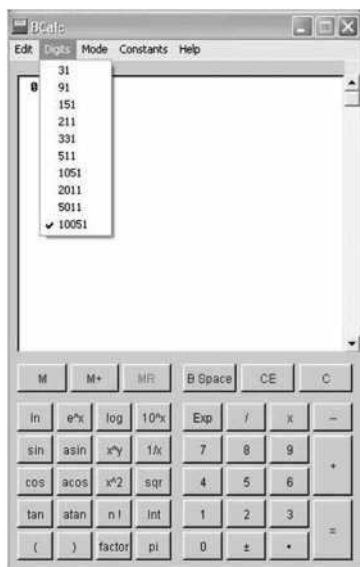 BCalc
Edit Digits Mode Constants Help
0
31
91
151
211
331
511
1051
2011
5011
✔ 10051
M M+ MR B Space CE C
ln e^x log 10^x Exp / x −
sin asin x^y 1/x 7 8 9 +
cos acos x^2 sqr 4 5 6
tan atan n ! Int 1 2 3 =
( ) factor pi 0 ± •